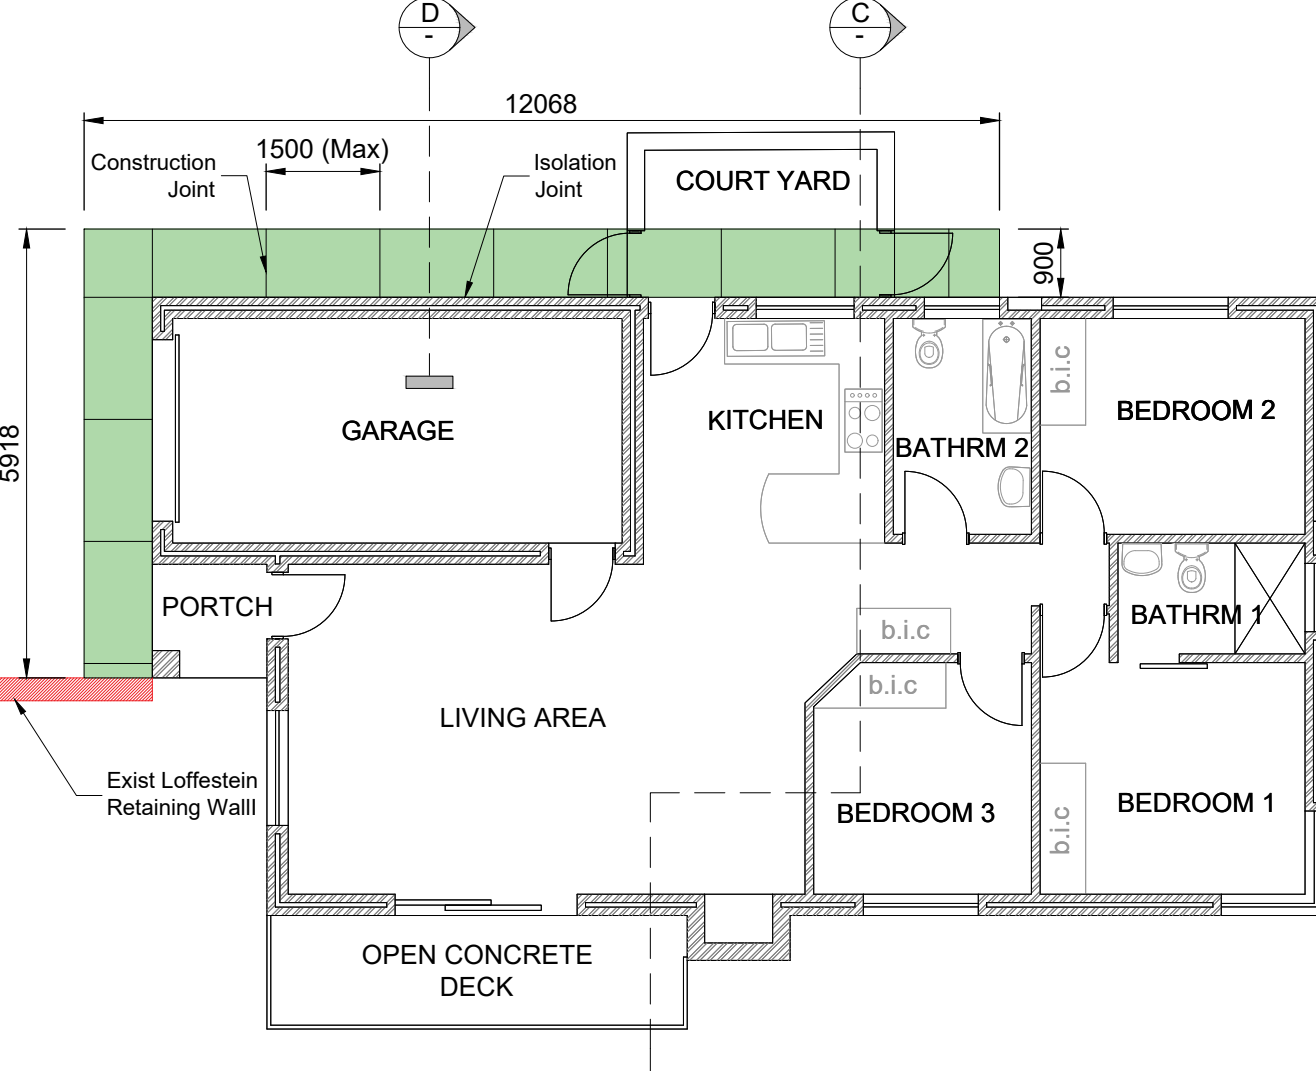 D
-
C
-
12068
1500 (Max)
Construction
Joint
Isolation
Joint
COURT YARD
900
5918
GARAGE
KITCHEN
BATHRM 2
b.i.c
BEDROOM 2
PORTCH
BATHRM 1
b.i.c
b.i.c
LIVING AREA
Exist Loffestein
Retaining Walll
BEDROOM 3
b.i.c
BEDROOM 1
OPEN CONCRETE
DECK